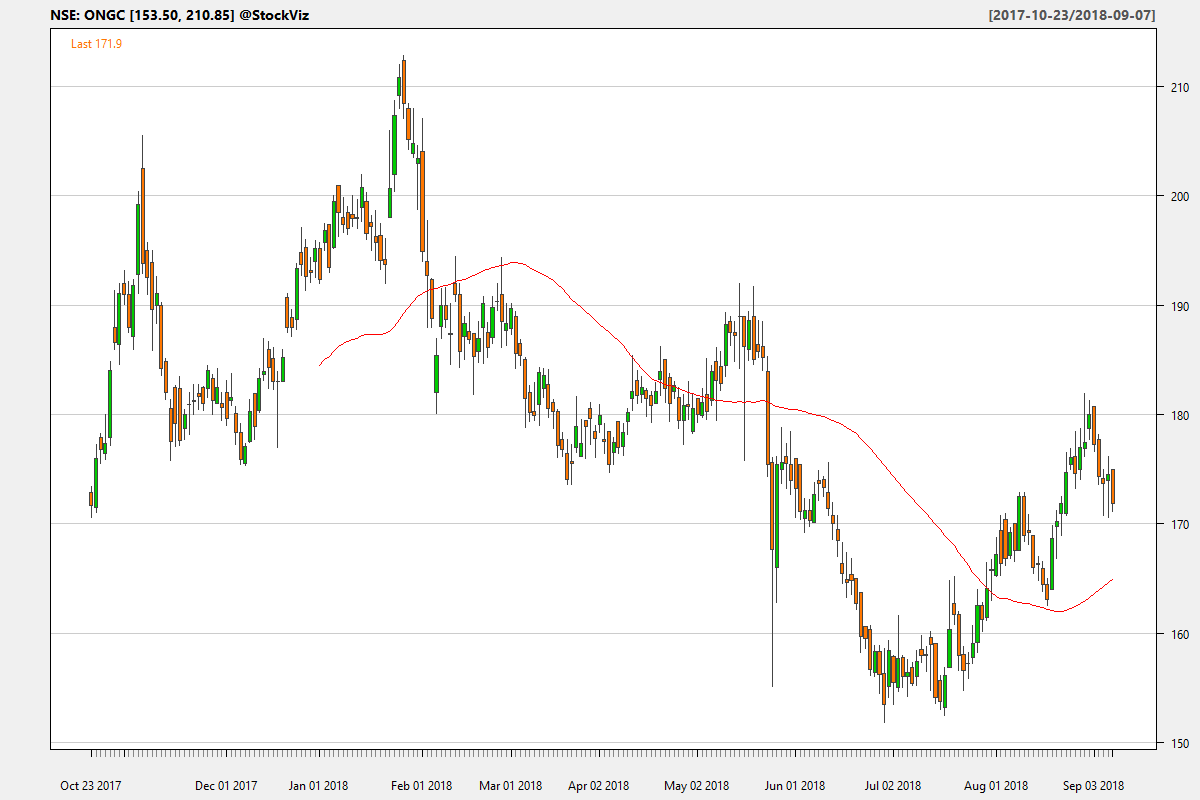 NSE: ONGC [153.50, 210.85] @StockViz
[2017-10-23/2018-09-07]
Last 171.9
210
200
190
180
170
160
150
Oct 23 2017
Dec 01 2017
Jan 01 2018
Feb 01 2018
Mar 01 2018
Apr 02 2018
May 02 2018
Jun 01 2018
Jul 02 2018
Aug 01 2018
Sep 03 2018